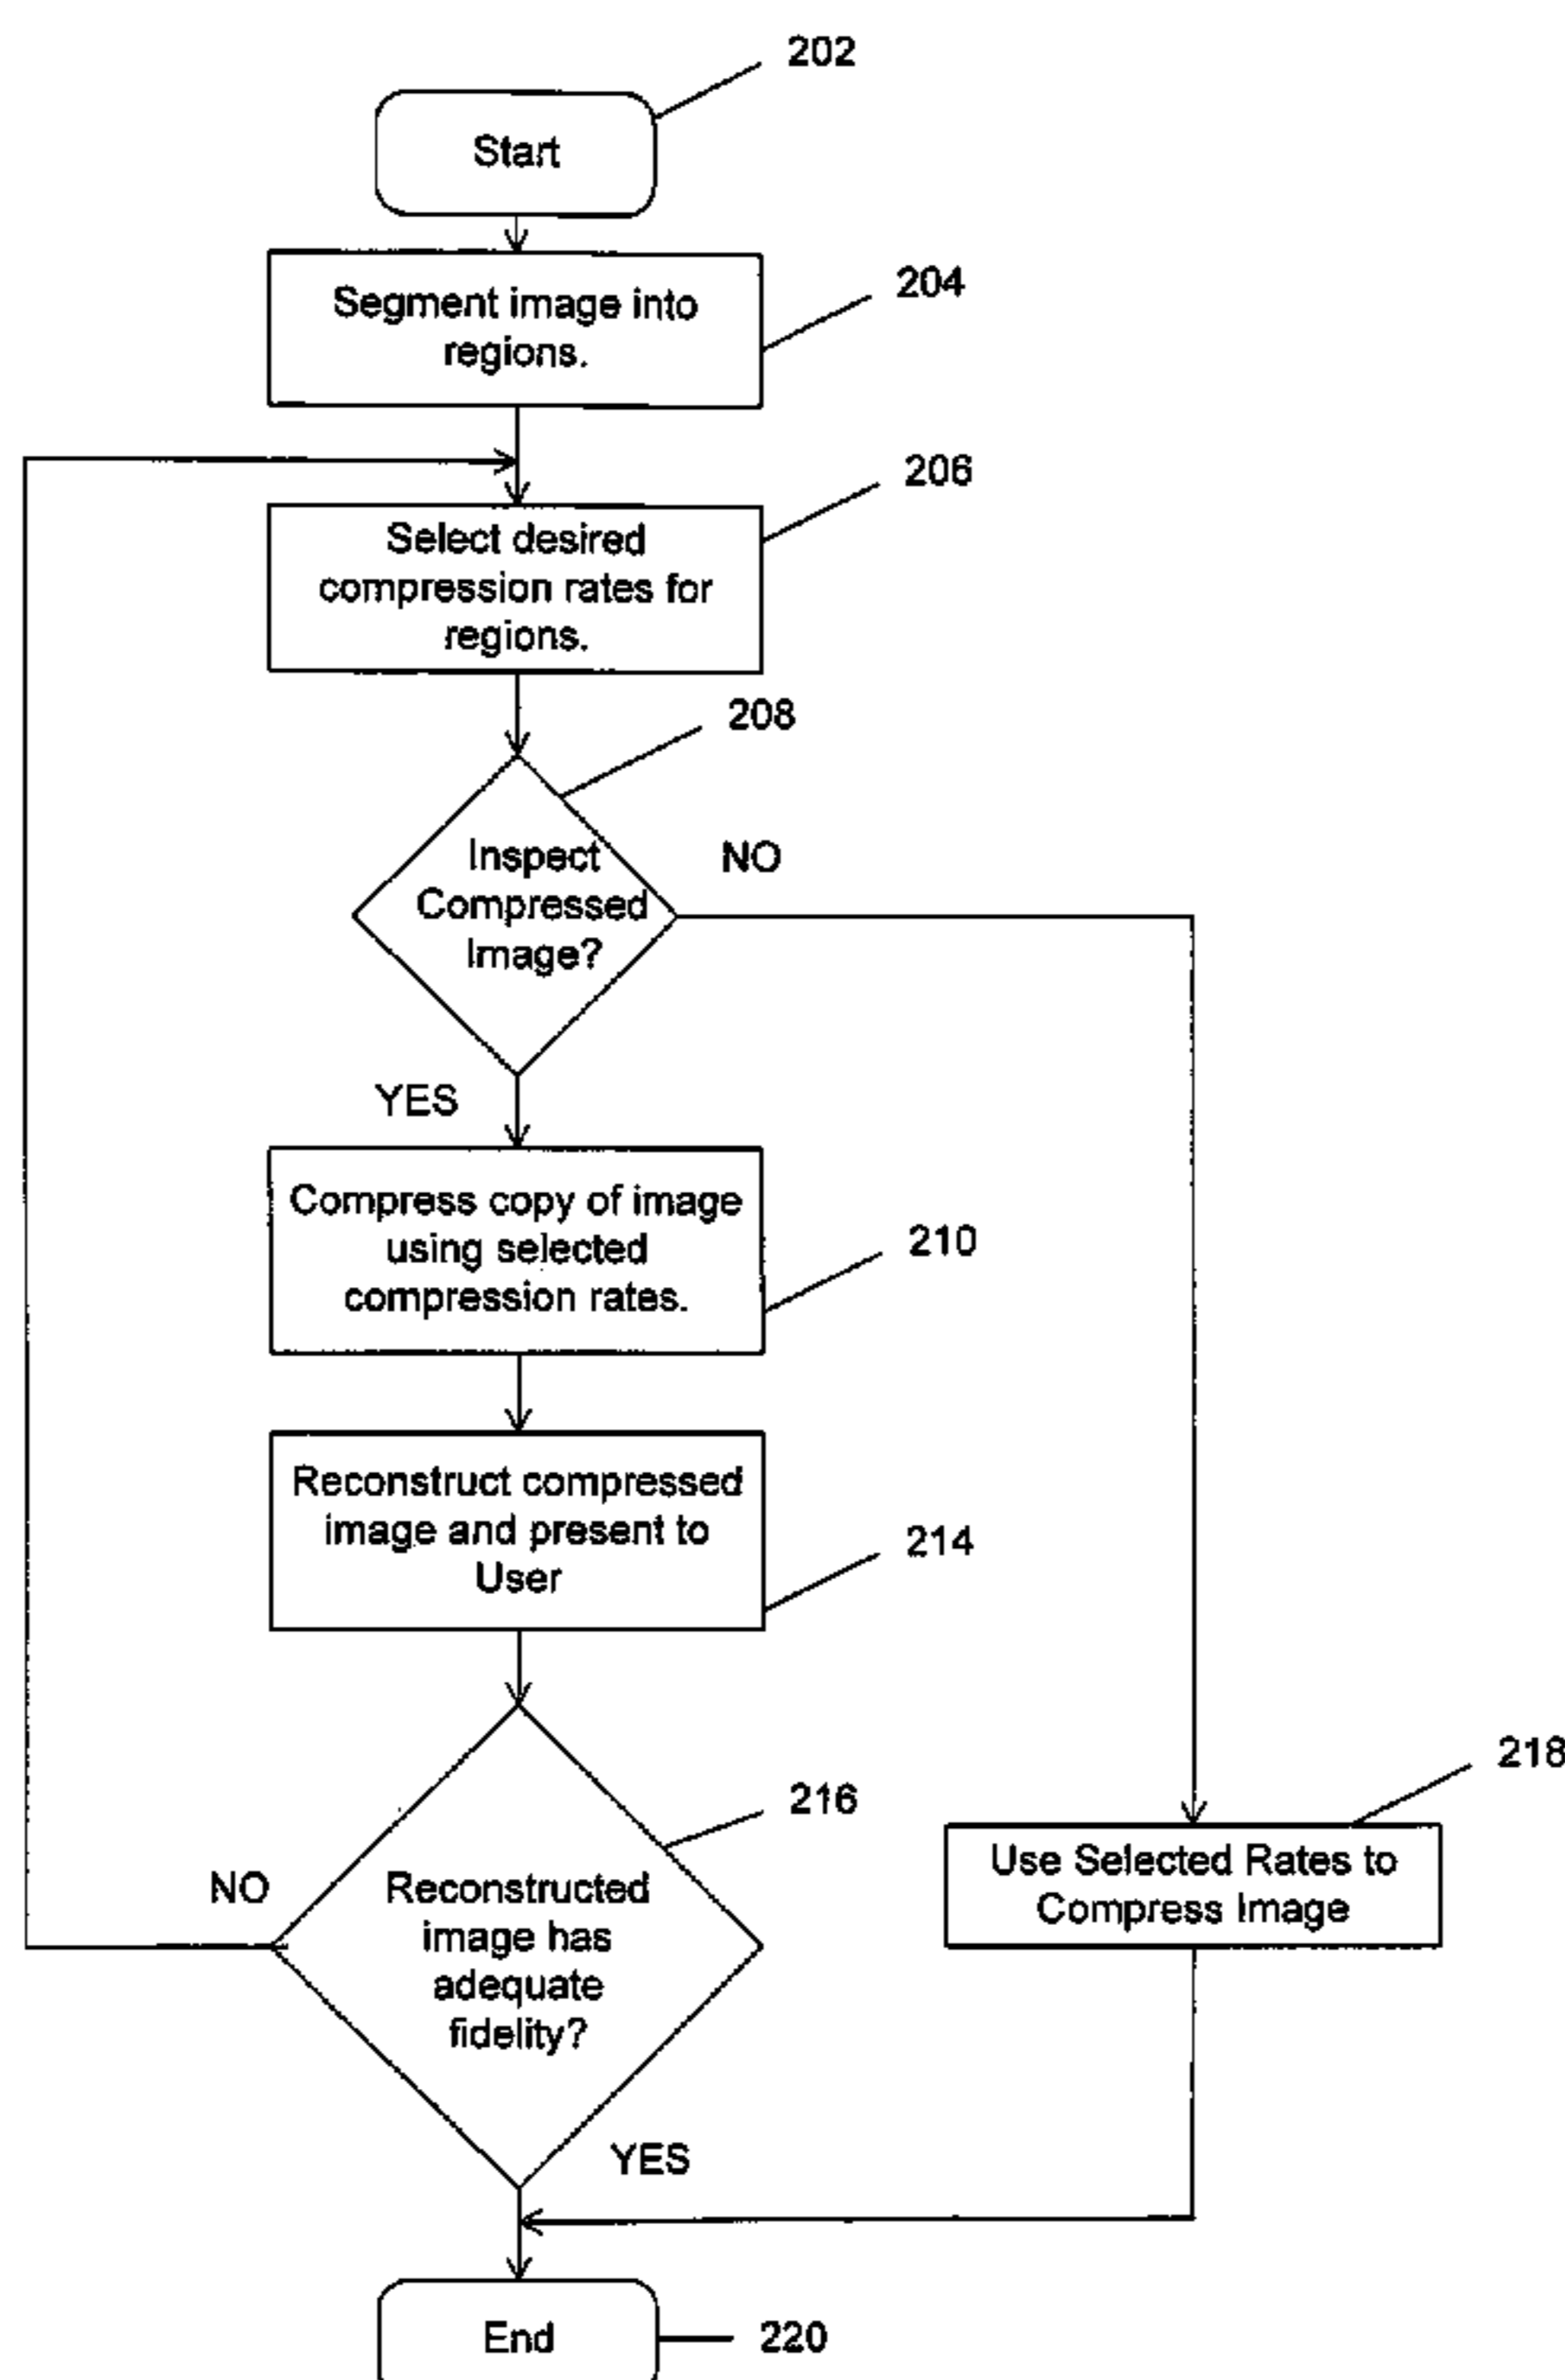 202
Start
204
Segment image into
regions.
206
Select desired
compression rates for
regions.
208
Inspect
Compressed
Image?
NO
YES
Compress copy of image
using selected
compression rates.
210
Reconstruct compressed
image and present to
User
214
216
218
Use Selected Rates to
Compress Image
NO
Reconstructed
image has
adequate
fidelity?
YES
End
220